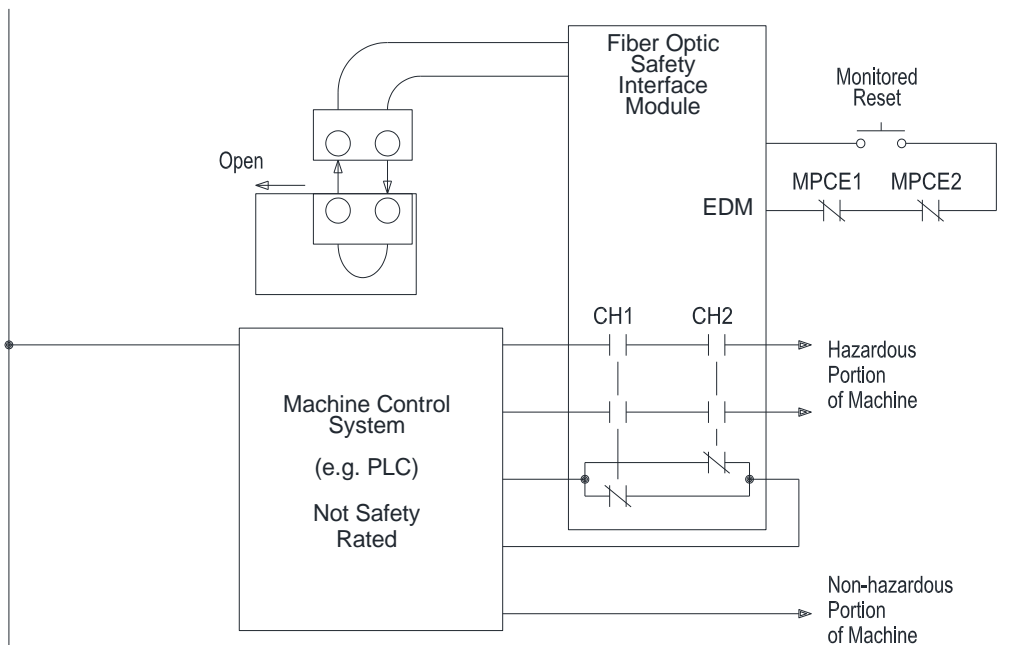 Fiber Optic
Safety
Interface
Module
Monitored
Reset
Open
MPCE1
MPCE2
EDM
CH1
CH2
Hazardous
Portion
of Machine
Machine Control
System
(e.g. PLC)
Not Safety
Rated
Non-hazardous
Portion
of Machine